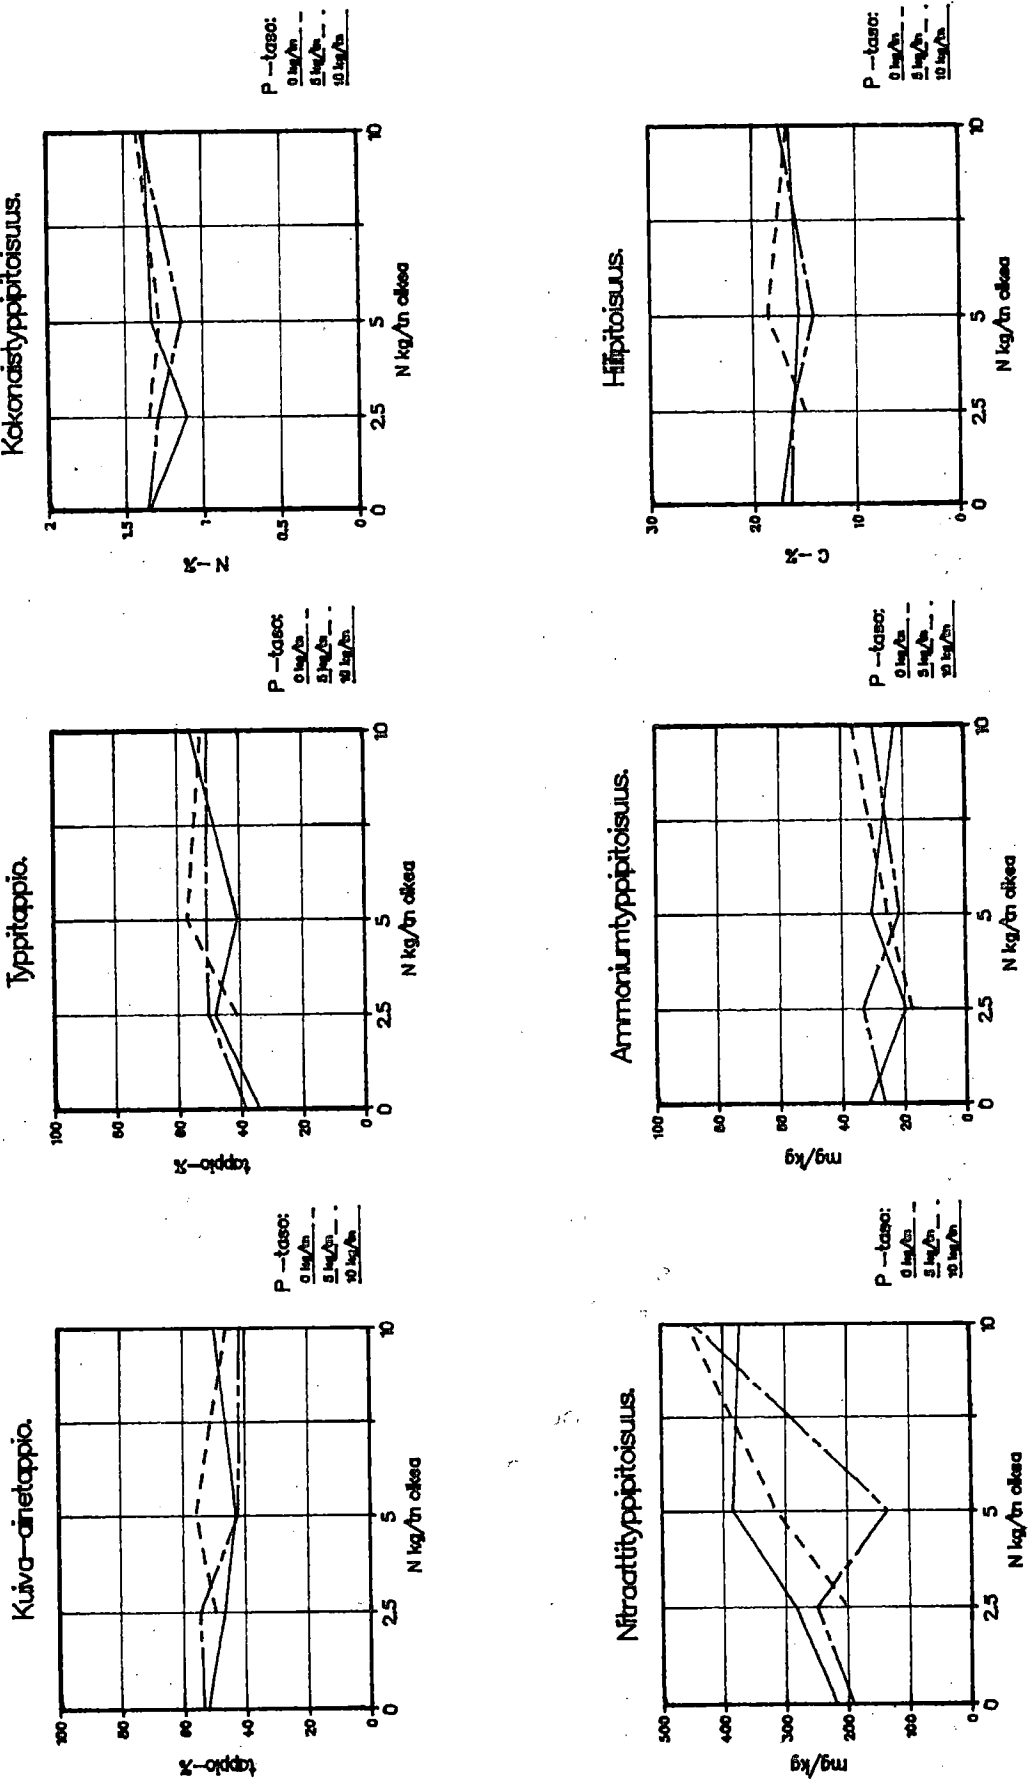 Kuiva-ainetappio.
tappio-%
100
80
60
40
20
0
0
2.5
5
10
N kg/tn oikea
P -taso:
0 kg/tn
5 kg/tn
10 kg/tn
Typpitappio.
tappio-%
100
80
60
40
20
0
0
2.5
5
10
N kg/tn oikea
P -taso:
0 kg/tn
5 kg/tn
10 kg/tn
Kokonaistyppipitoisuus.
N -%
2
1.5
1
0.5
0
0
2.5
5
10
N kg/tn oikea
P -taso:
0 kg/tn
5 kg/tn
10 kg/tn
Nitraattityppipitoisuus.
mg/kg
500
400
300
200
100
0
0
2.5
5
10
N kg/tn oikea
P -taso:
0 kg/tn
5 kg/tn
10 kg/tn
Ammoniumtyppipitoisuus.
mg/kg
100
80
60
40
20
0
0
2.5
5
10
N kg/tn oikea
P -taso:
0 kg/tn
5 kg/tn
10 kg/tn
Hiilipitoisuus.
C -%
30
20
10
0
0
2.5
5
10
N kg/tn oikea
P -taso:
0 kg/tn
5 kg/tn
10 kg/tn